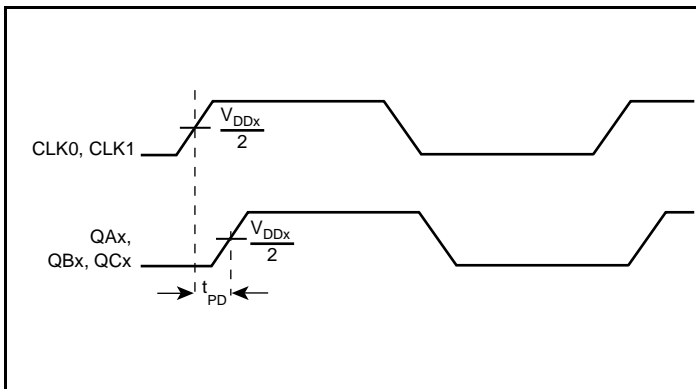 V_DDx
2
CLK0, CLK1
QAx,
QBx, QCx
V_DDx
2
t_PD